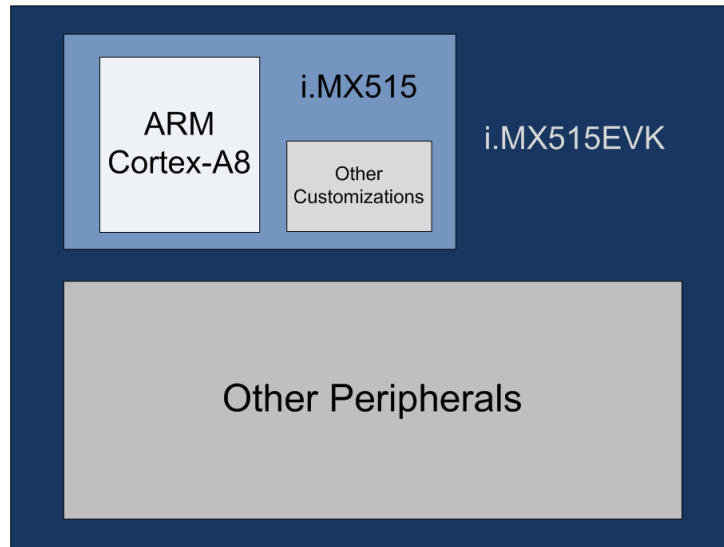 ARM
Cortex-A8
i.MX515
Other
Customizations
i.MX515EVK
Other Peripherals